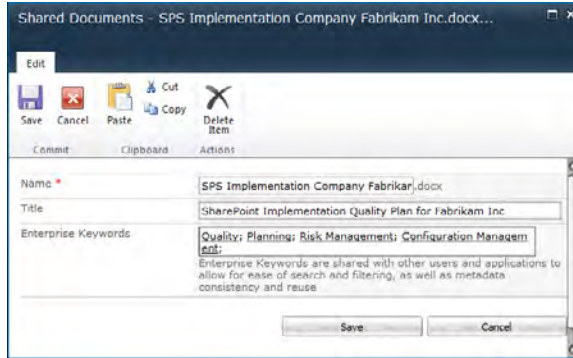 Shared Documents - SPS Implementation Company Fabrikam Inc.docx...
Edit
Save
Cancel
Paste
Cut
Copy
Delete
Item
Commit
Clipboard
Actions
Name *
SPS Implementation Company Fabrikar .docx
Title
SharePoint Implementation Quality Plan for Fabrikam Inc
Enterprise Keywords
Quality; Planning; Risk Management; Configuration Managem
ent;
Enterprise Keywords are shared with other users and applications to
allow for ease of search and filtering, as well as metadata
consistency and reuse
Save
Cancel